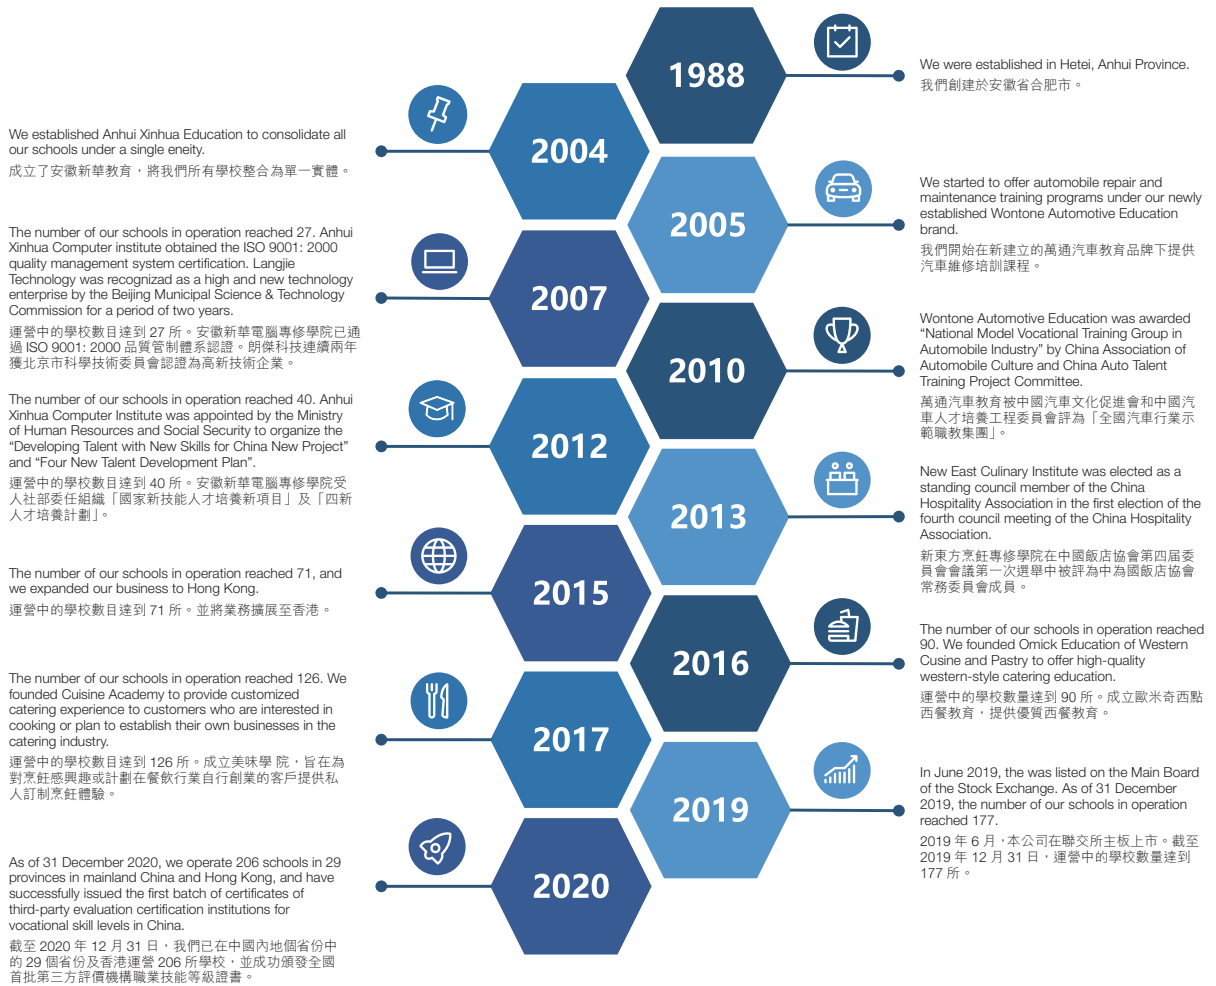 1988
We were established in Hetei, Anhui Province.
我們創建於安徽省合肥市。
2004
We established Anhui Xinhua Education to consolidate all
our schools under a single eneity.
成立了安徽新華教育，將我們所有學校整合為單一實體。
2005
We started to offer automobile repair and
maintenance training programs under our newly
established Wontone Automotive Education
brand.
我們開始在新建立的萬通汽車教育品牌下提供
汽車維修培訓課程。
2007
The number of our schools in operation reached 27. Anhui
Xinhua Computer institute obtained the ISO 9001: 2000
quality management system certification. Langjie
Technology was recognizad as a high and new technology
enterprise by the Beijing Municipal Science & Technology
Commission for a period of two years.
運營中的學校數目達到 27 所。安徽新華電腦專修學院已通
過 ISO 9001: 2000 品質管制體系認證。朗傑科技連續兩年
獲北京市科學技術委員會認證為高新技術企業。
2010
Wontone Automotive Education was awarded
“National Model Vocational Training Group in
Automobile Industry” by China Association of
Automobile Culture and China Auto Talent
Training Project Committee.
萬通汽車教育被中國汽車文化促進會和中國汽
車人才培養工程委員會評為「全國汽車行業示
範職教集團」。
2012
The number of our schools in operation reached 40. Anhui
Xinhua Computer Institute was appointed by the Ministry
of Human Resources and Social Security to organize the
“Developing Talent with New Skills for China New Project”
and “Four New Talent Development Plan”.
運營中的學校數目達到 40 所。安徽新華電腦專修學院受
人社部委任組織「國家新技能人才培養新項目」及「四新
人才培養計劃」。
2013
New East Culinary Institute was elected as a
standing council member of the China
Hospitality Association in the first election of the
fourth council meeting of the China Hospitality
Association.
新東方烹飪專修學院在中國飯店協會第四屆委
員會會議第一次選舉中被評為中為國飯店協會
常務委員會成員。
2015
The number of our schools in operation reached 71, and
we expanded our business to Hong Kong.
運營中的學校數目達到 71 所。並將業務擴展至香港。
2016
The number of our schools in operation reached
90. We founded Omick Education of Western
Cusine and Pastry to offer high-quality
western-style catering education.
運營中的學校數量達到 90 所。成立歐米奇西點
西餐教育，提供優質西餐教育。
2017
The number of our schools in operation reached 126. We
founded Cuisine Academy to provide customized
catering experience to customers who are interested in
cooking or plan to establish their own businesses in the
catering industry.
運營中的學校數目達到 126 所。成立美味學 院，旨在為
對烹飪感興趣或計劃在餐飲行業自行創業的客戶提供私
人訂制烹飪體驗。
2019
In June 2019, the was listed on the Main Board
of the Stock Exchange. As of 31 December
2019, the number of our schools in operation
reached 177.
2019 年 6 月，本公司在聯交所主板上市。截至
2019 年 12 月 31 日，運營中的學校數量達到
177 所。
2020
As of 31 December 2020, we operate 206 schools in 29
provinces in mainland China and Hong Kong, and have
successfully issued the first batch of certificates of
third-party evaluation certification institutions for
vocational skill levels in China.
截至 2020 年 12 月 31 日，我們已在中國內地個省份中
的 29 個省份及香港運營 206 所學校，並成功頒發全國
首批第三方評價機構職業技能等級證書。